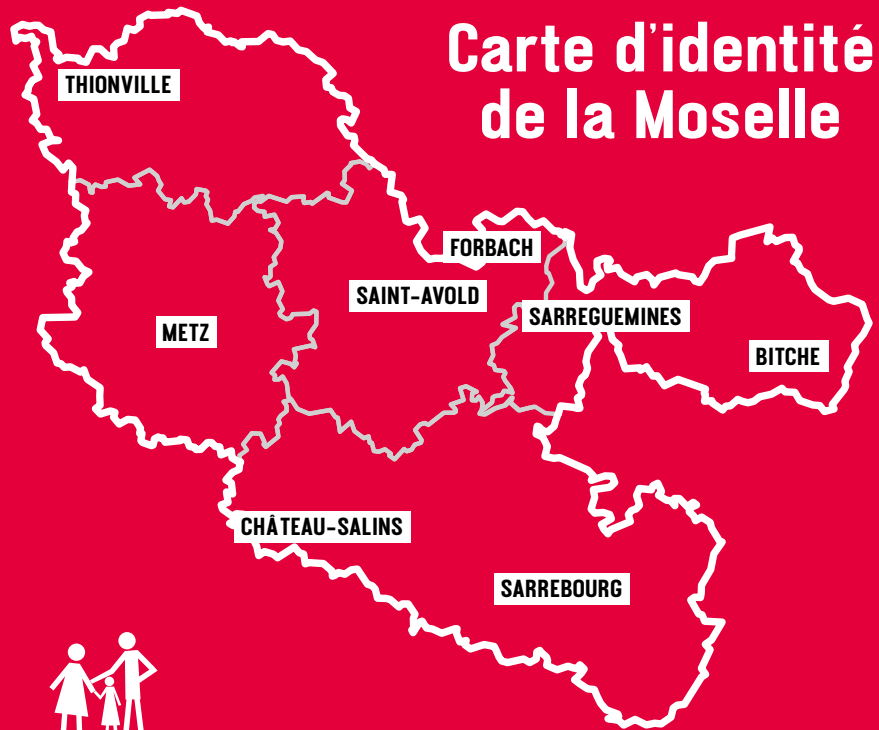 Carte d'identité
de la Moselle
THIONVILLE
FORBACH
SAINT-AVOLD
SARREGUEMINES
METZ
BITCHE
CHÂTEAU-SALINS
SARREBOURG